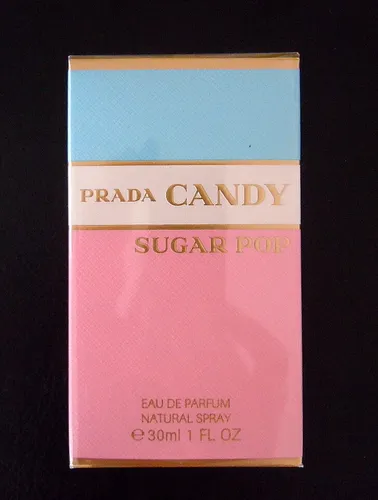 PRADA CANDY
SUGAR POP
EAU DE PARFUM
NATURAL SPRAY
℮30ml 1 FL OZ